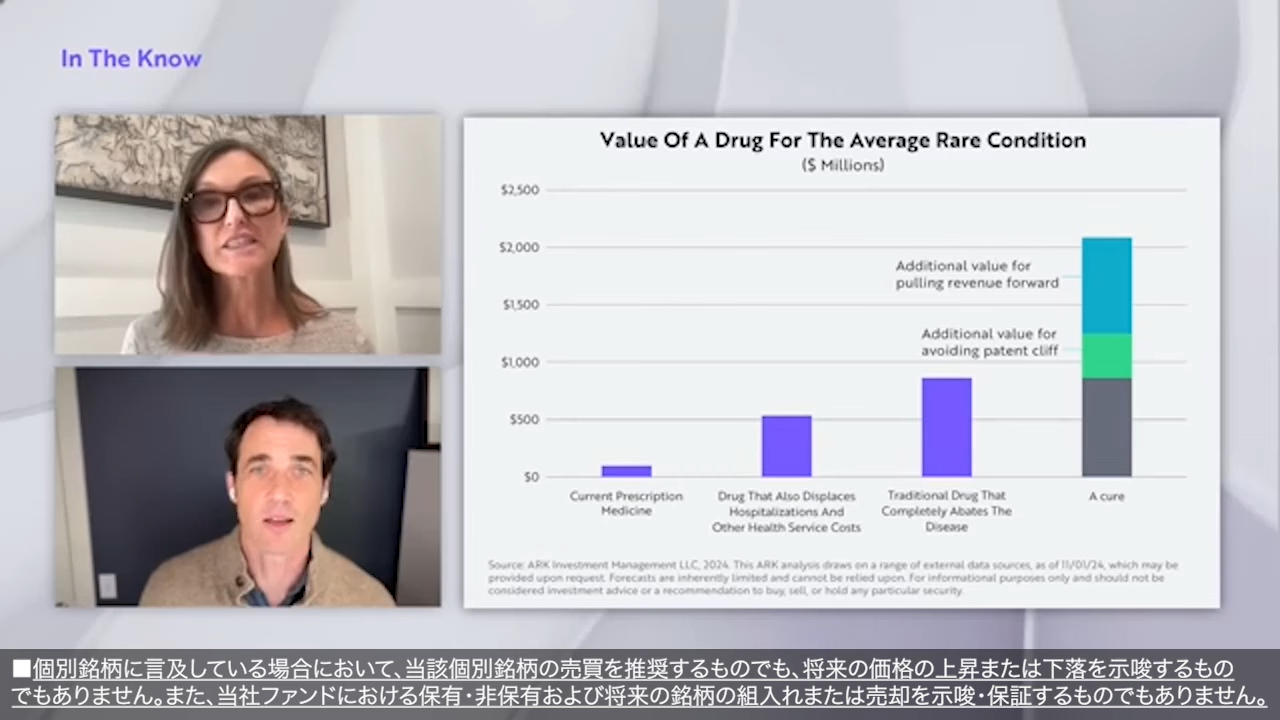 In The Know
Value Of A Drug For The Average Rare Condition
($ Millions)
$2,500
$2,000
$1,500
$1,000
$500
$0
Additional value for
pulling revenue forward
Additional value for
avoiding patent cliff
Current Prescription
Medicine
Drug That Also Displaces
Hospitalizations And
Other Health Service Costs
Traditional Drug That
Completely Abates The
Disease
A cure
Source: ARK Investment Management LLC, 2024. This ARK analysis draws on a range of external data sources, as of 11/01/24, which may be
provided upon request. Forecasts are inherently limited and cannot be relied upon. For informational purposes only and should not be
considered investment advice or a recommendation to buy, sell, or hold any particular security.
■個別銘柄に言及している場合において、当該個別銘柄の売買を推奨するものでも、将来の価格の上昇または下落を示唆するもの
でもありません。また、当社ファンドにおける保有・非保有および将来の銘柄の組入れまたは売却を示唆・保証するものでもありません。